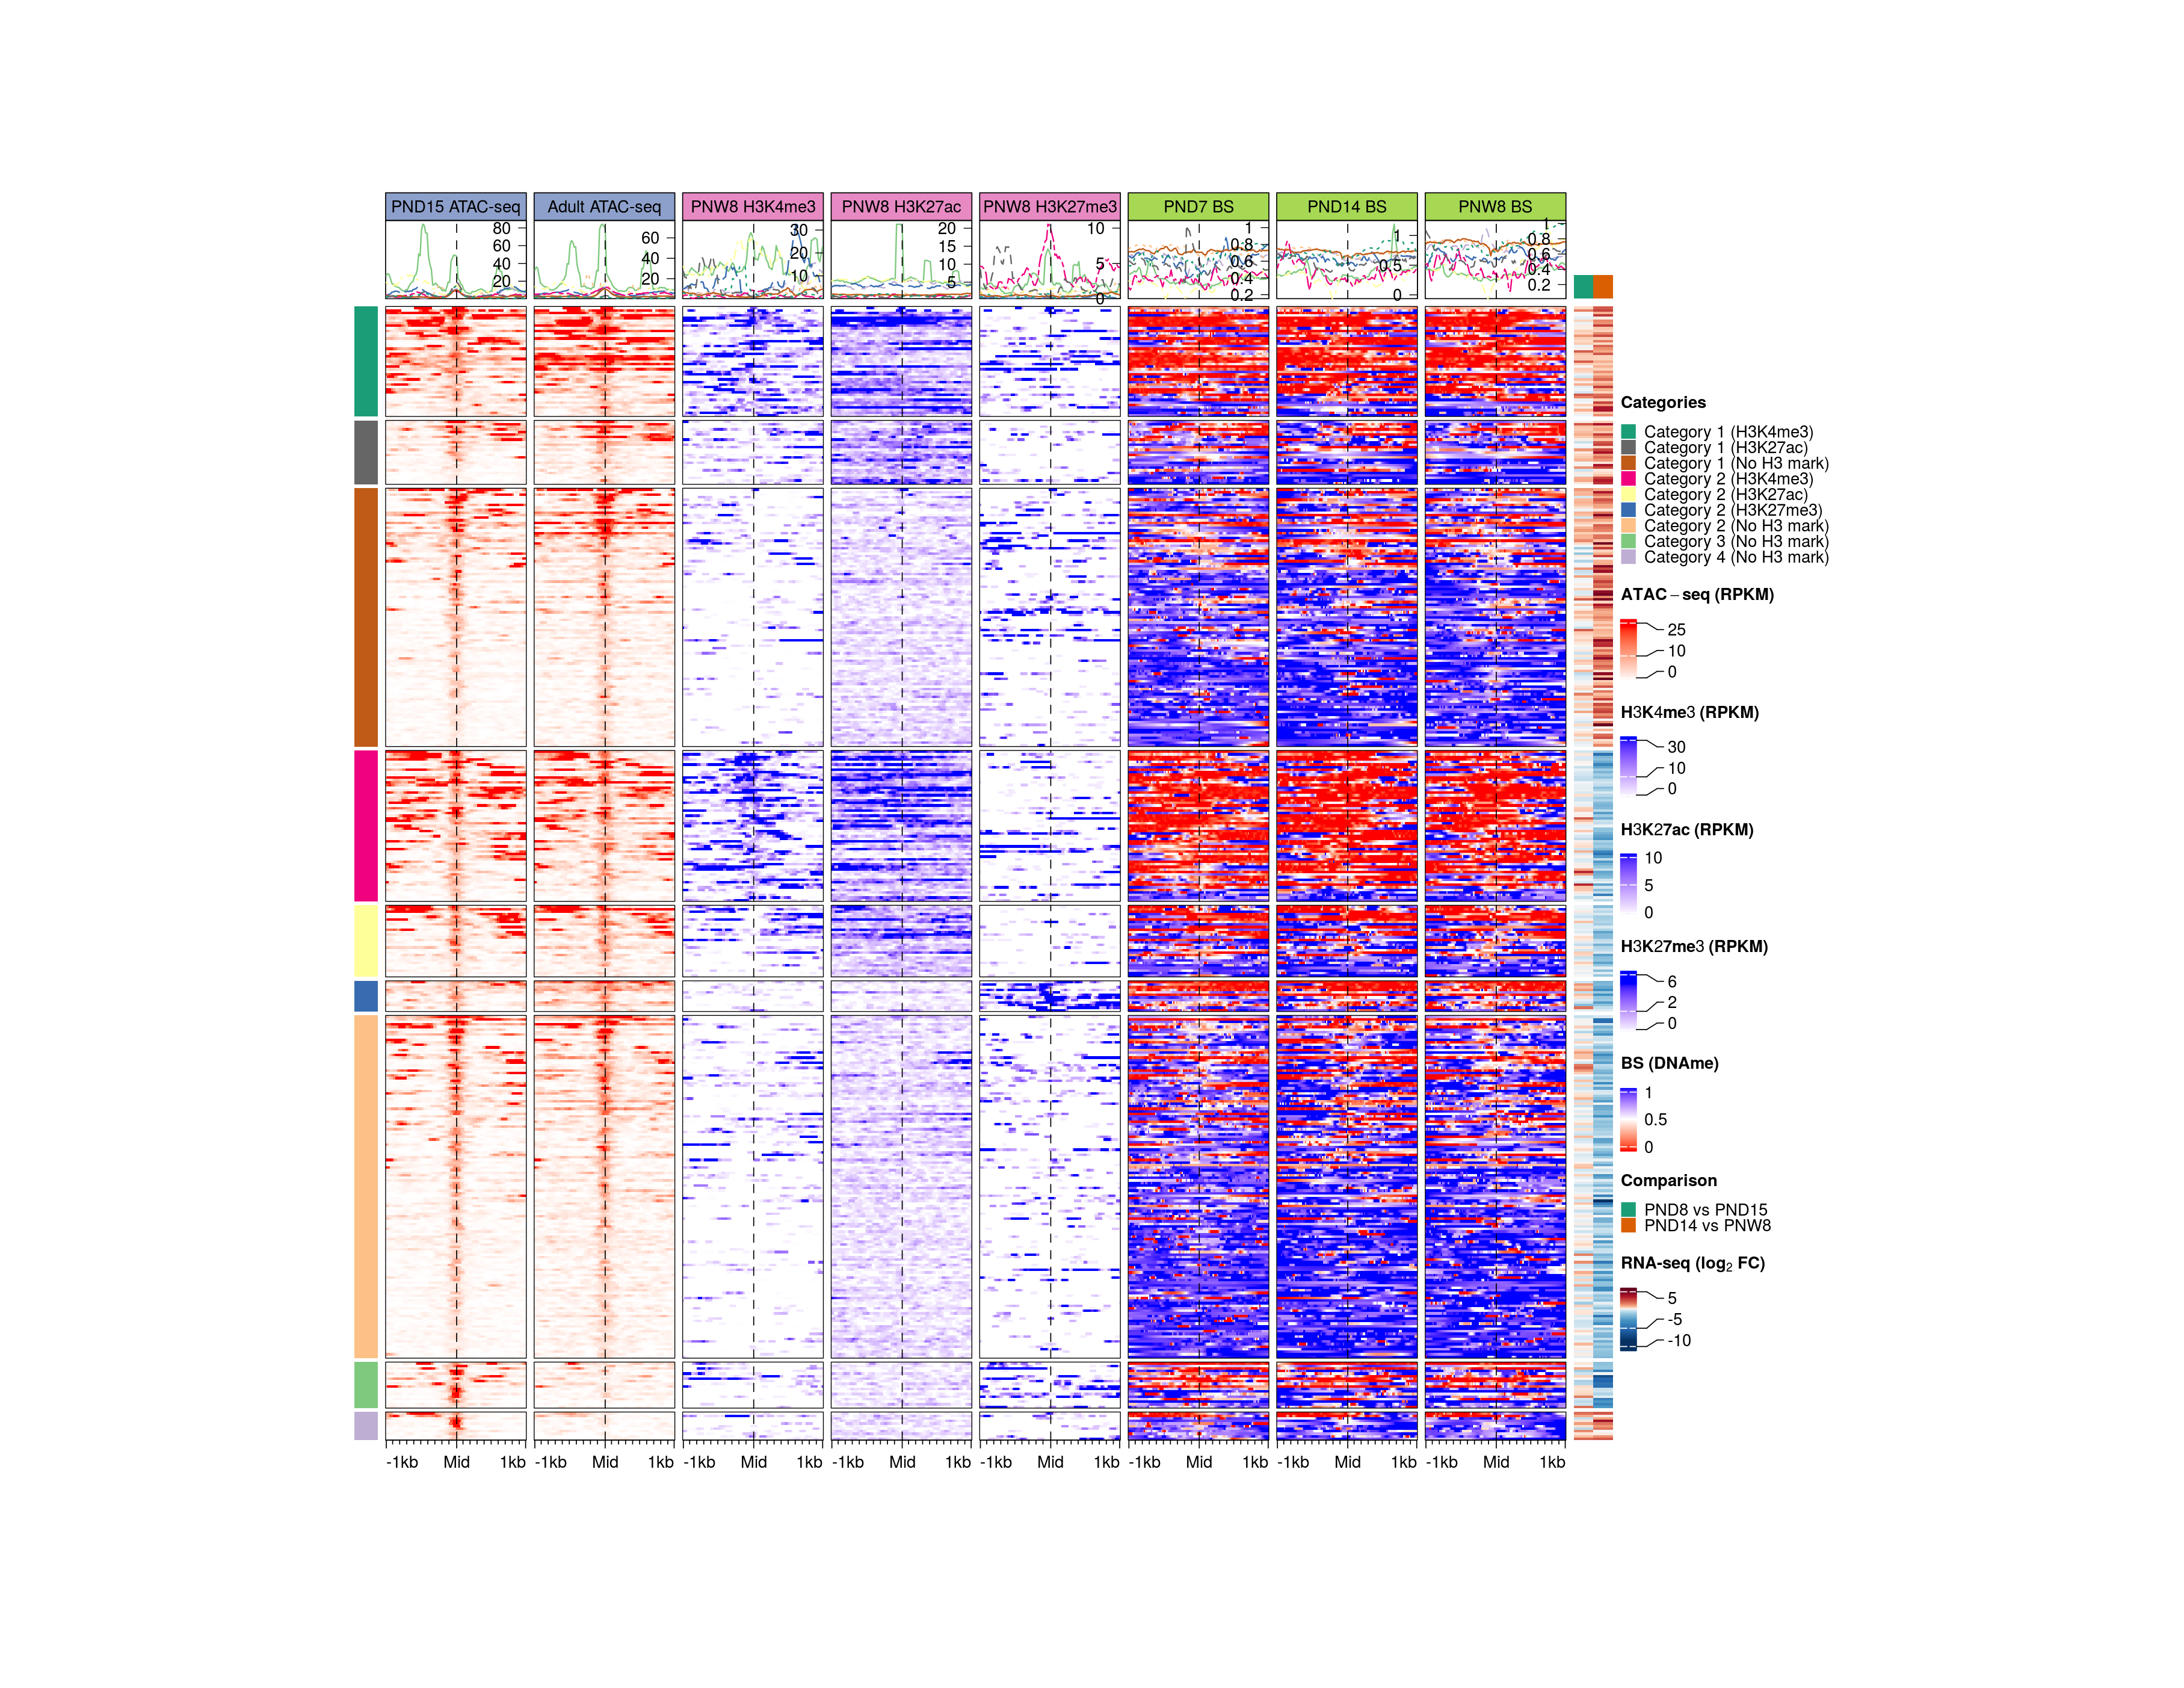 PND15 ATAC-seq
Adult ATAC-seq
PNW8 H3K4me3
PNW8 H3K27ac
PNW8 H3K27me3
PND7 BS
PND14 BS
PNW8 BS
80
60
40
20
60
40
20
30
20
10
20
15
10
5
10
5
0
1
0.8
0.6
0.4
0.2
1
0.5
0
1
0.8
0.6
0.4
0.2
Categories
Category 1 (H3K4me3)
Category 1 (H3K27ac)
Category 1 (No H3 mark)
Category 2 (H3K4me3)
Category 2 (H3K27ac)
Category 2 (H3K27me3)
Category 2 (No H3 mark)
Category 3 (No H3 mark)
Category 4 (No H3 mark)
ATAC−seq (RPKM)
25
10
0
H3K4me3 (RPKM)
30
10
0
H3K27ac (RPKM)
10
5
0
H3K27me3 (RPKM)
6
2
0
BS (DNAme)
1
0.5
0
Comparison
PND8 vs PND15
PND14 vs PNW8
RNA-seq (log₂ FC)
5
-5
-10
-1kb Mid 1kb
-1kb Mid 1kb
-1kb Mid 1kb
-1kb Mid 1kb
-1kb Mid 1kb
-1kb Mid 1kb
-1kb Mid 1kb
-1kb Mid 1kb